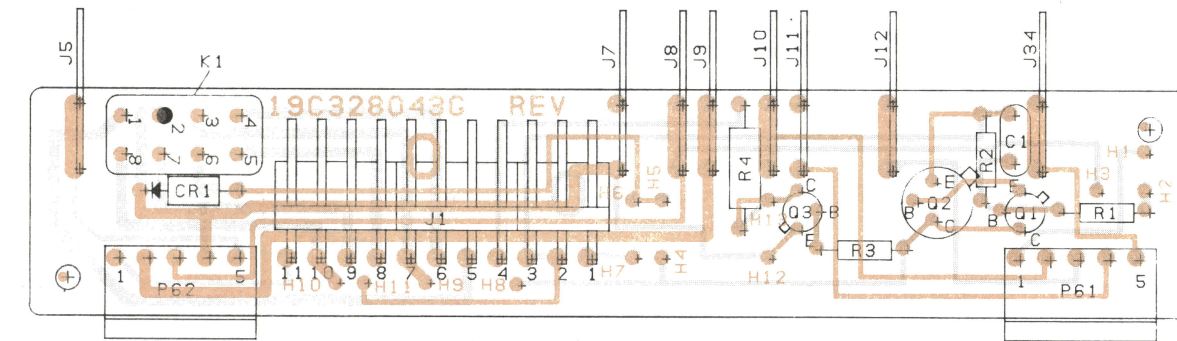 J5
K1
J7
J8
J9
J10
J11
J12
J34
19C328043G REV
1 2 3 4
8 7 6 5
CR1
J1
H6
H5
R4
H13
C
Q3
B
E
R3
E
Q2
B
C
R2
C1
E
Q1
B
C
H3
H1
H2
R1
1 5
P62
11 10 9 8 7 6 5 4 3 2 1
H10
H11
H9
H8
H7
H4
H12
1 5
P61